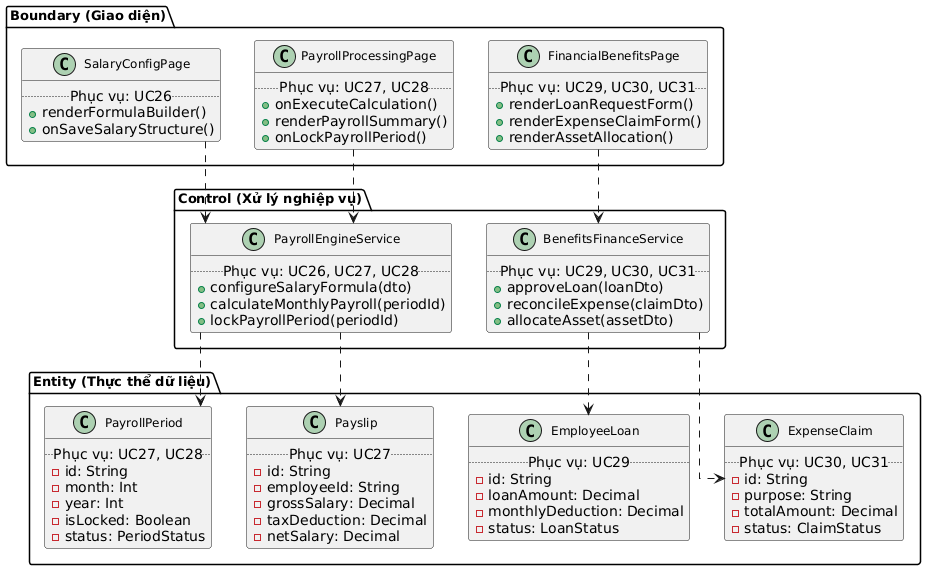 Boundary (Giao diện)
C SalaryConfigPage
Phục vụ: UC26
renderFormulaBuilder()
onSaveSalaryStructure()
C PayrollProcessingPage
Phục vụ: UC27, UC28
onExecuteCalculation()
renderPayrollSummary()
onLockPayrollPeriod()
C FinancialBenefitsPage
Phục vụ: UC29, UC30, UC31
renderLoanRequestForm()
renderExpenseClaimForm()
renderAssetAllocation()
Control (Xử lý nghiệp vụ)
C PayrollEngineService
Phục vụ: UC26, UC27, UC28
configureSalaryFormula(dto)
calculateMonthlyPayroll(periodId)
lockPayrollPeriod(periodId)
C BenefitsFinanceService
Phục vụ: UC29, UC30, UC31
approveLoan(loanDto)
reconcileExpense(claimDto)
allocateAsset(assetDto)
Entity (Thực thể dữ liệu)
C PayrollPeriod
Phục vụ: UC27, UC28
id: String
month: Int
year: Int
isLocked: Boolean
status: PeriodStatus
C Payslip
Phục vụ: UC27
id: String
employeeId: String
grossSalary: Decimal
taxDeduction: Decimal
netSalary: Decimal
C EmployeeLoan
Phục vụ: UC29
id: String
loanAmount: Decimal
monthlyDeduction: Decimal
status: LoanStatus
C ExpenseClaim
Phục vụ: UC30, UC31
id: String
purpose: String
totalAmount: Decimal
status: ClaimStatus